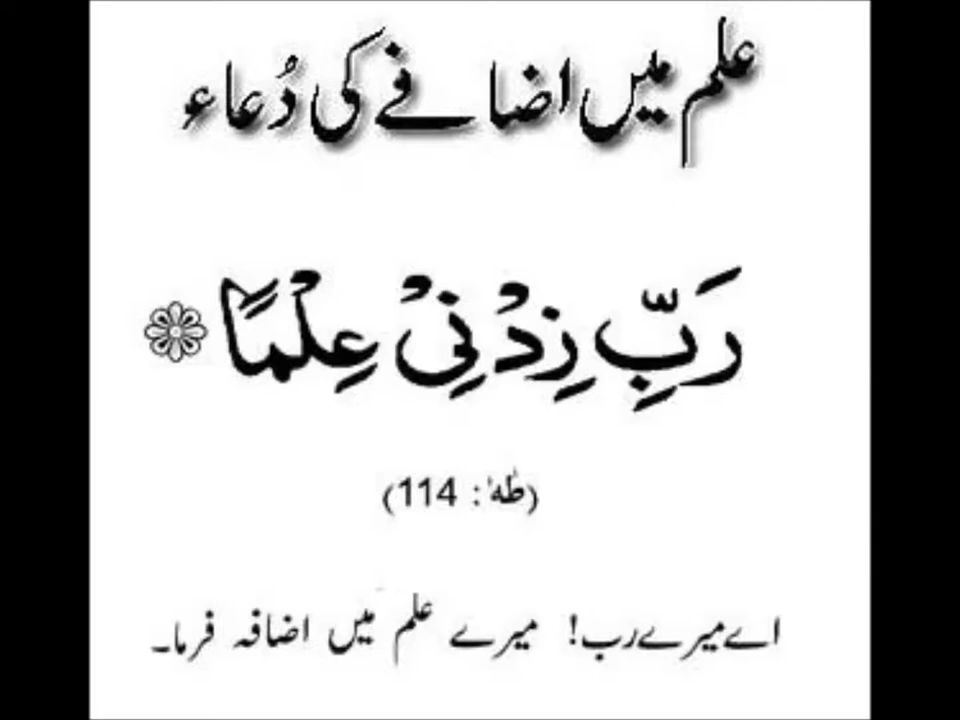 علم میں اضافے کی دُعاء
رَبِّ زِدْنِیْ عِلْمًا
(طٰهٰ: 114)
اے میرے رب! میرے علم میں اضافہ فرما۔